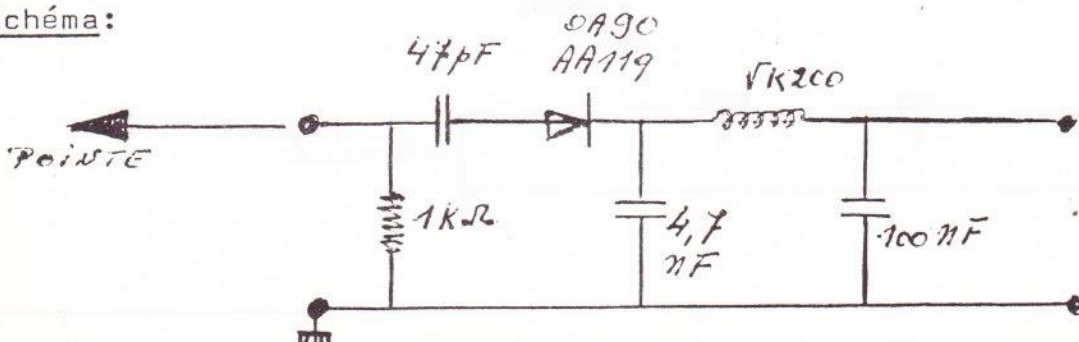 chéma:
OA90
AA119
47pF
VK200
POINTE
1KΩ
4,7
nF
100nF